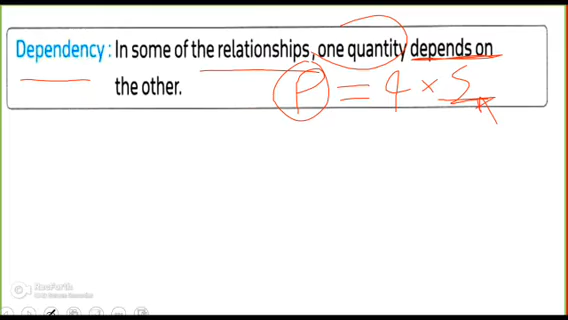 Dependency: In some of the relationships, one quantity depends on
the other.
P = 4 × S